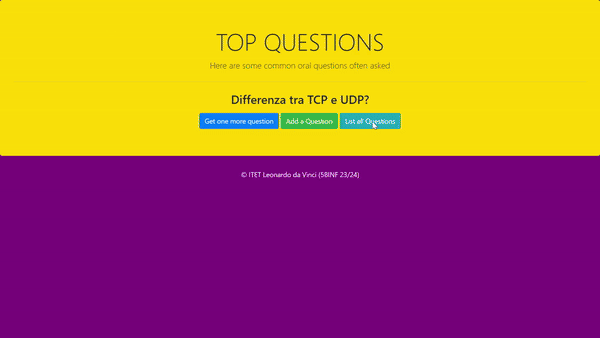 TOP QUESTIONS
Here are some common oral questions often asked
Differenza tra TCP e UDP?
Get one more question
Add a Question
List all Questions
© ITET Leonardo da Vinci (5BINF 23/24)